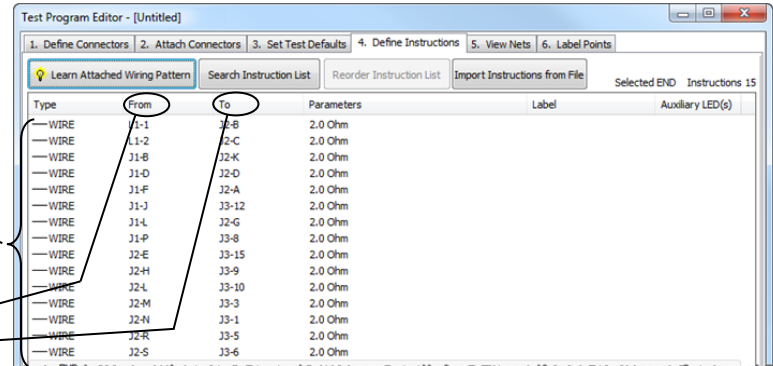 Test Program Editor - [Untitled]
1. Define Connectors 2. Attach Connectors 3. Set Test Defaults 4. Define Instructions 5. View Nets 6. Label Points
Learn Attached Wiring Pattern Search Instruction List Reorder Instruction List Import Instructions from File Selected END Instructions 15
Type From To Parameters Label Auxiliary LED(s)
WIRE L1-1 J2-B 2.0 Ohm
WIRE L1-2 J2-C 2.0 Ohm
WIRE J1-B J2-K 2.0 Ohm
WIRE J1-D J2-D 2.0 Ohm
WIRE J1-F J2-A 2.0 Ohm
WIRE J1-J J3-12 2.0 Ohm
WIRE J1-L J2-G 2.0 Ohm
WIRE J1-P J3-8 2.0 Ohm
WIRE J2-E J3-15 2.0 Ohm
WIRE J2-H J3-9 2.0 Ohm
WIRE J2-L J3-10 2.0 Ohm
WIRE J2-M J3-3 2.0 Ohm
WIRE J2-N J3-1 2.0 Ohm
WIRE J2-R J3-5 2.0 Ohm
WIRE J2-S J3-6 2.0 Ohm